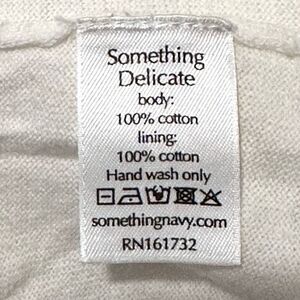 Something
Delicate
body:
100% cotton
lining:
100% cotton
Hand wash only
somethingnavy.com
RN161732